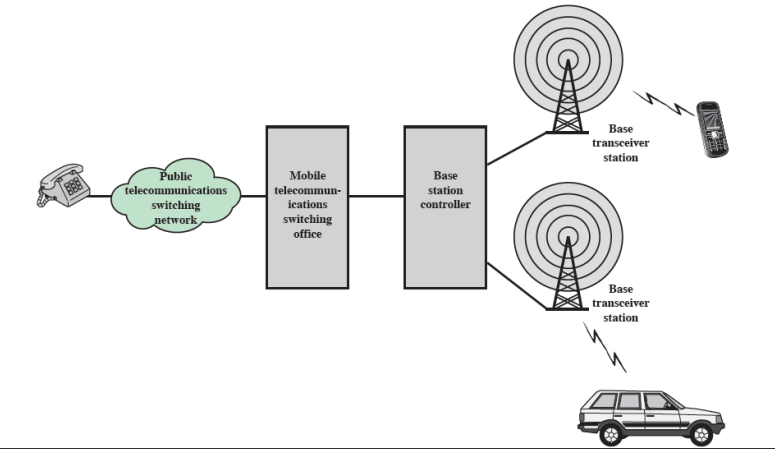 Public
telecommunications
switching
network
Mobile
telecommun-
ications
switching
office
Base
station
controller
Base
transceiver
station
Base
transceiver
station